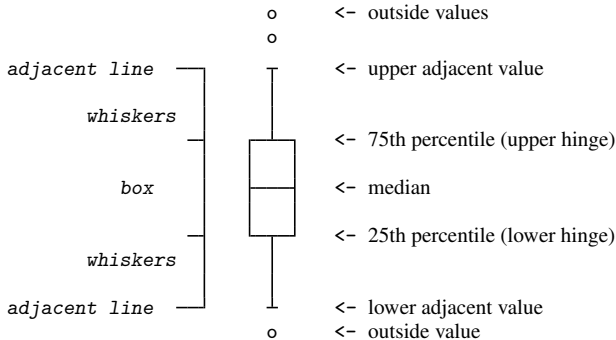 o <- outside values
o
adjacent line <- upper adjacent value
whiskers
<- 75th percentile (upper hinge)
box <- median
<- 25th percentile (lower hinge)
whiskers
adjacent line <- lower adjacent value
o <- outside value